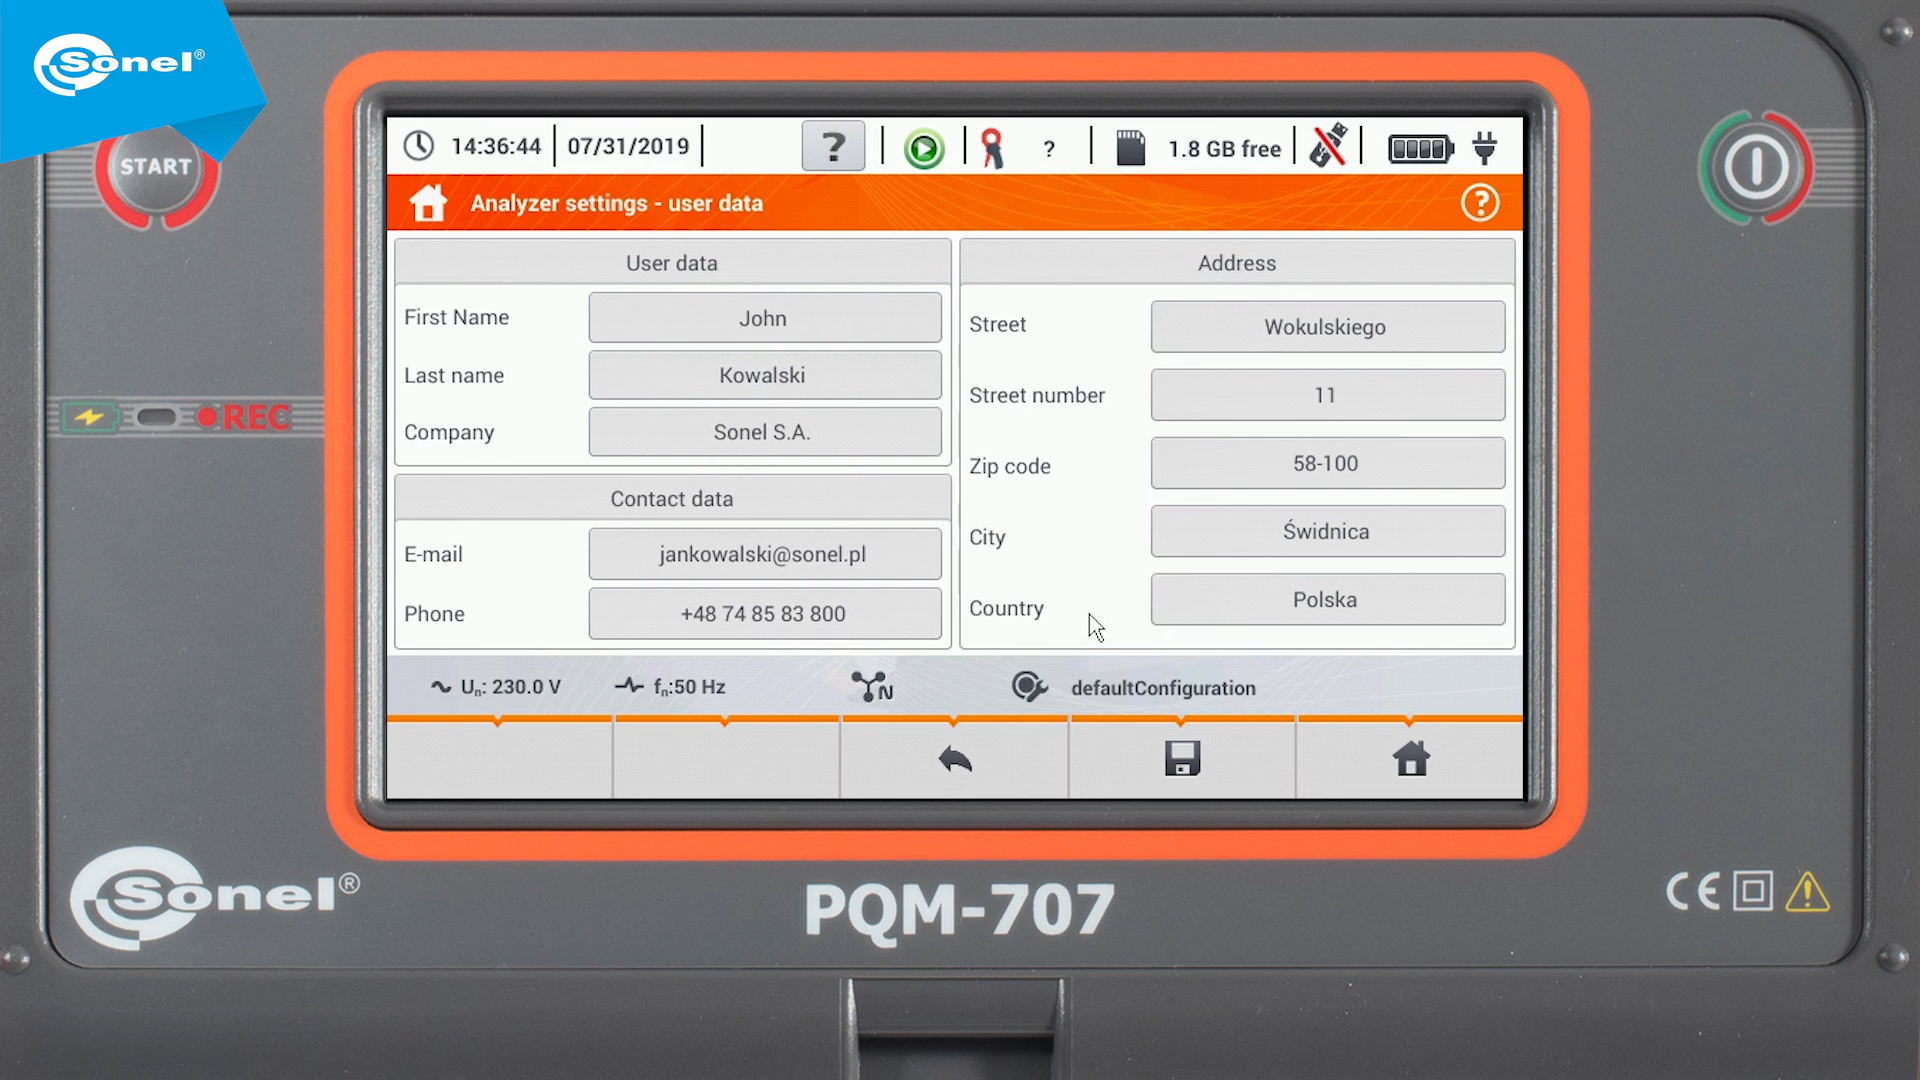 Sonel®
START
14:36:44 07/31/2019 ? ? 1.8 GB free
Analyzer settings - user data ?
User data
First Name John
Last name Kowalski
Company Sonel S.A.
Contact data
E-mail jankowalski@sonel.pl
Phone +48 74 85 83 800
Address
Street Wokulskiego
Street number 11
Zip code 58-100
City Świdnica
Country Polska
REC
Un: 230.0 V fn:50 Hz N defaultConfiguration
Sonel®
PQM-707
CE